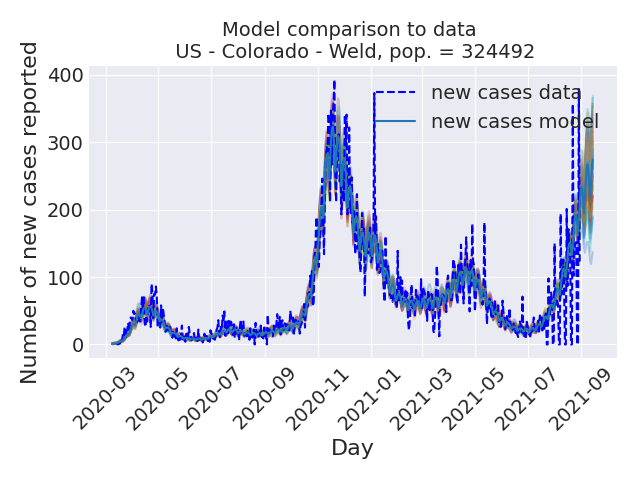 Model comparison to data
US - Colorado - Weld, pop. = 324492
Number of new cases reported
400
300
200
100
0
new cases data
new cases model
2020-03
2020-05
2020-07
2020-09
2020-11
2021-01
2021-03
2021-05
2021-07
2021-09
Day